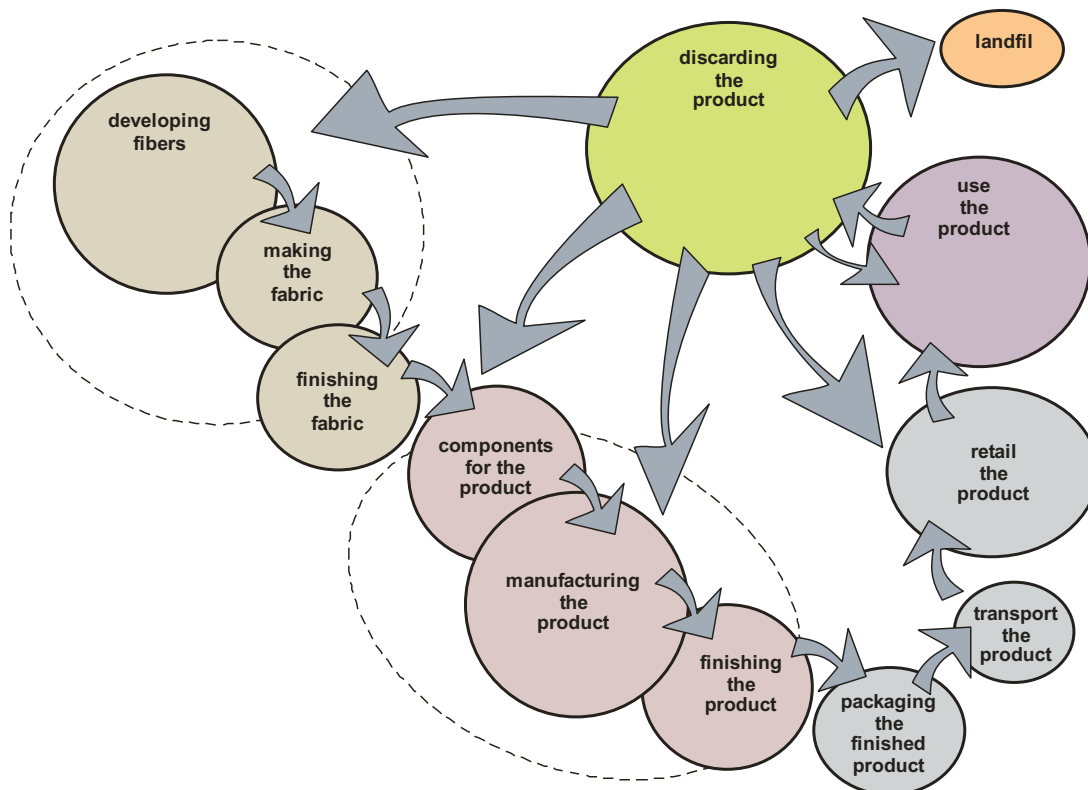 discarding
the
product
landfil
developing
fibers
use
the
product
making
the
fabric
finishing
the
fabric
components
for the
product
retail
the
product
manufacturing
the
product
transport
the
product
finishing
the
product
packaging
the
finished
product